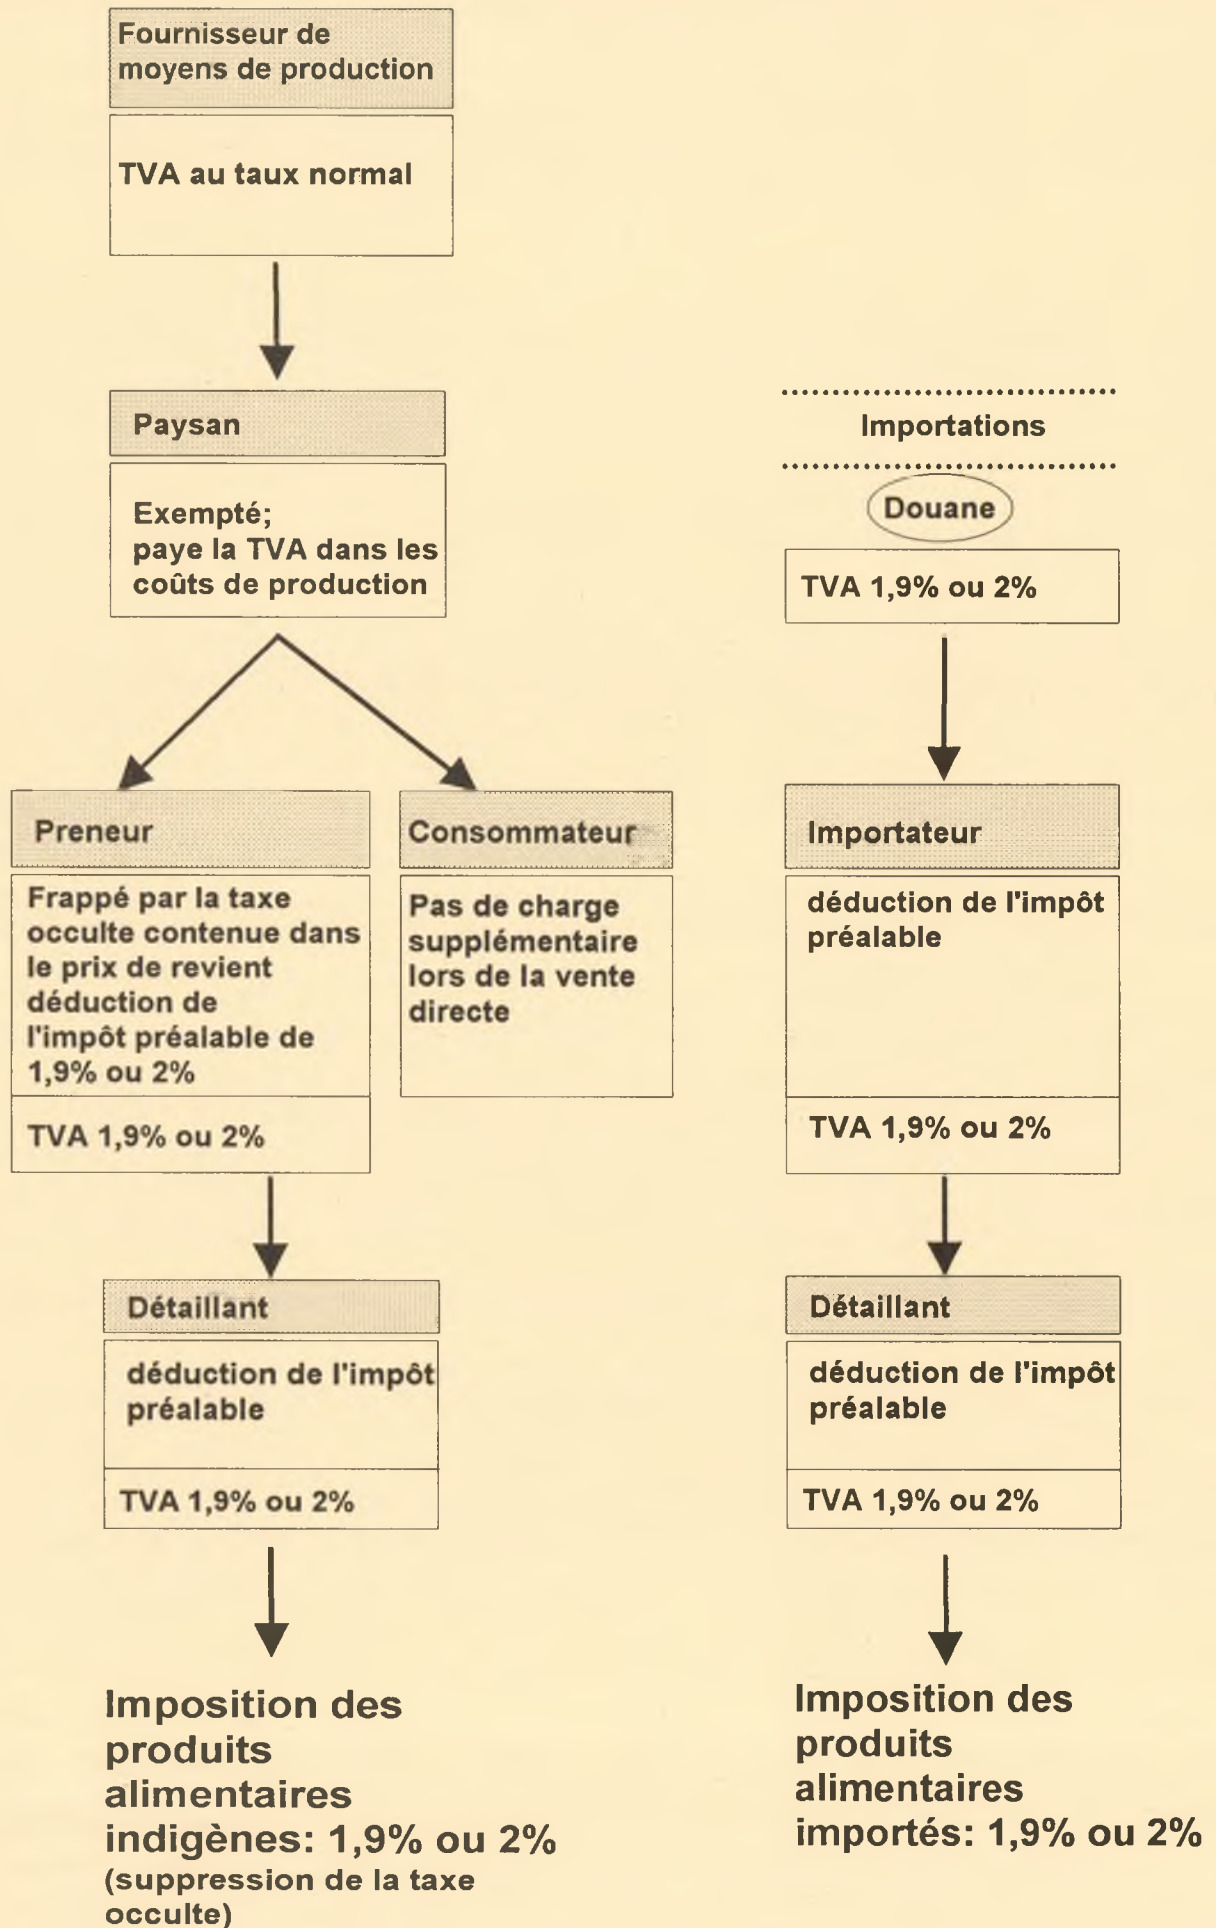 Fournisseur de
moyens de production
TVA au taux normal
Paysan
Exempté;
paye la TVA dans les
coûts de production
Preneur
Frappé par la taxe
occulte contenue dans
le prix de revient
déduction de
l'impôt préalable de
1,9% ou 2%
TVA 1,9% ou 2%
Consommateur
Pas de charge
supplémentaire
lors de la vente
directe
Détaillant
déduction de l'impôt
préalable
TVA 1,9% ou 2%
Imposition des
produits
alimentaires
indigènes: 1,9% ou 2%
(suppression de la taxe
occulte)
Importations
Douane
TVA 1,9% ou 2%
Importateur
déduction de l'impôt
préalable
TVA 1,9% ou 2%
Détaillant
déduction de l'impôt
préalable
TVA 1,9% ou 2%
Imposition des
produits
alimentaires
importés: 1,9% ou 2%